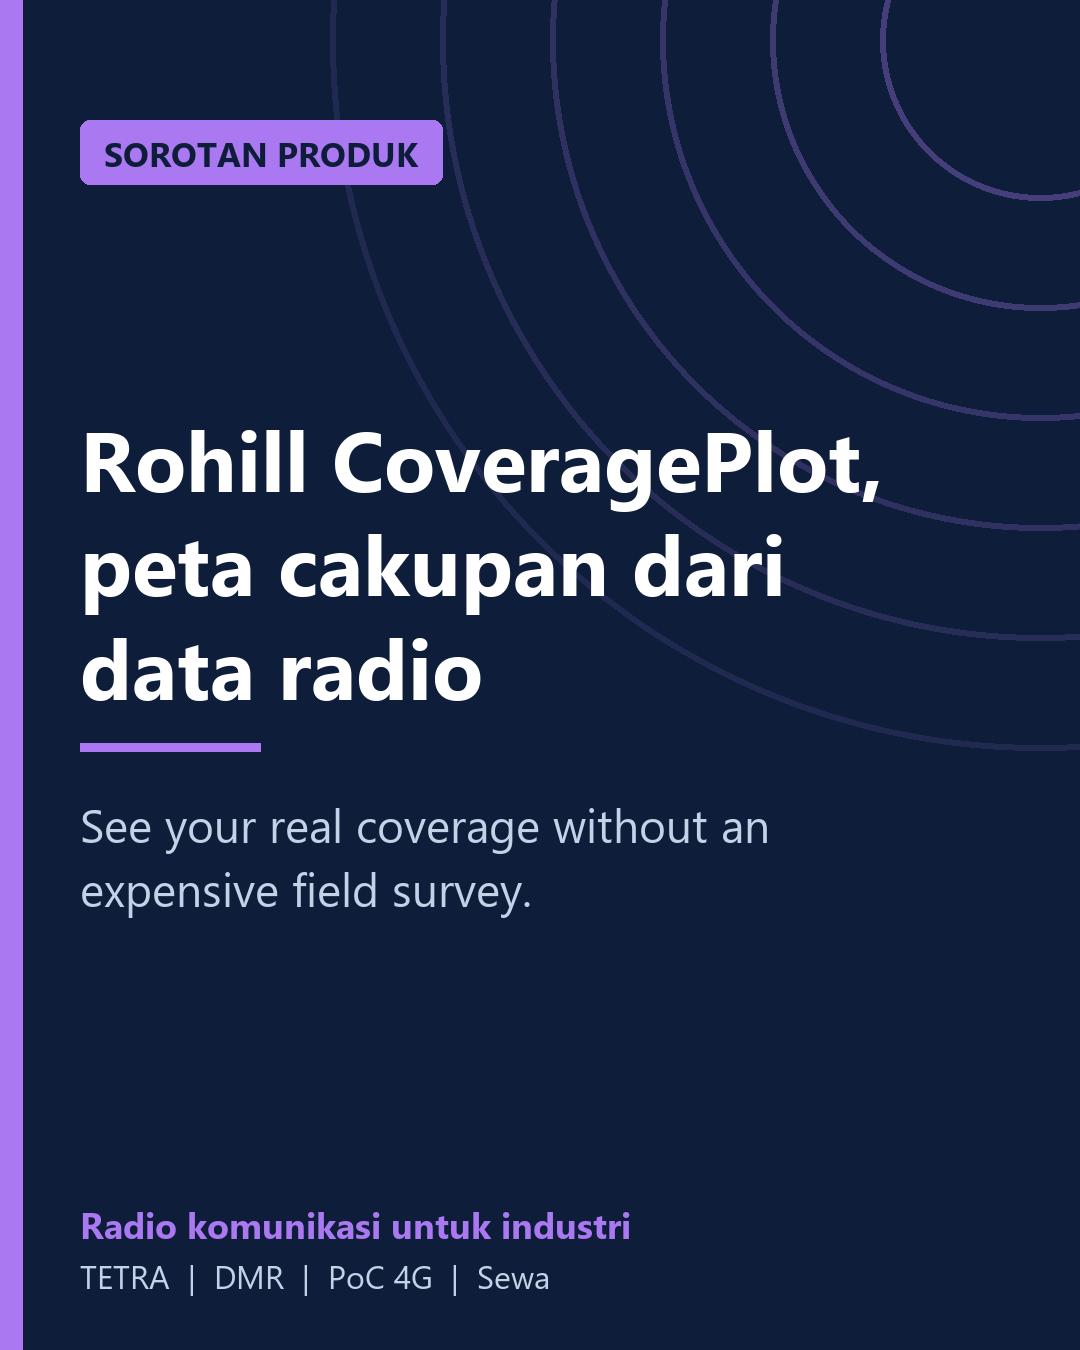 SOROTAN PRODUK
Rohill CoveragePlot,
peta cakupan dari
data radio
See your real coverage without an
expensive field survey.
Radio komunikasi untuk industri
TETRA | DMR | PoC 4G | Sewa